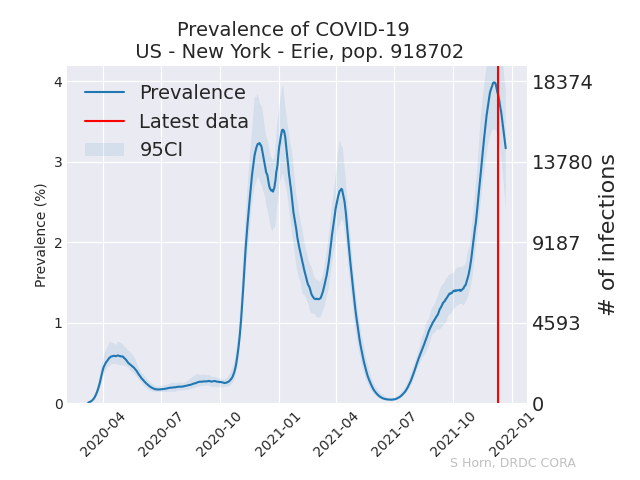 Prevalence of COVID-19
US - New York - Erie, pop. 918702
Prevalence
Latest data
95CI
4
3
2
1
0
Prevalence (%)
18374
13780
9187
4593
0
# of infections
2020-04
2020-07
2020-10
2021-01
2021-04
2021-07
2021-10
2022-01
S Horn, DRDC CORA